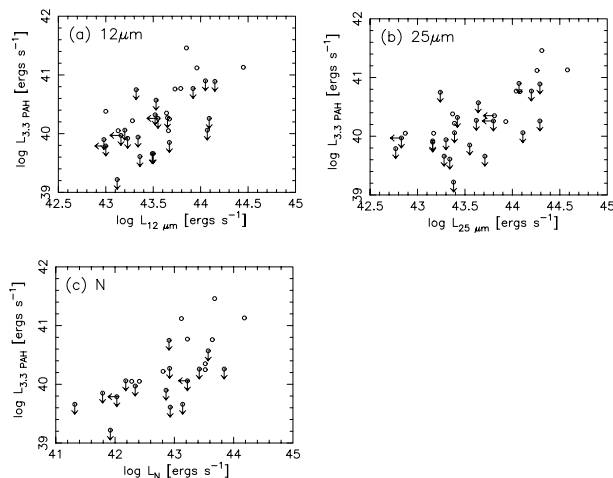 (a) 12μm
log L3.3 PAH [ergs s⁻¹]
42
41
40
39
42.5 43 43.5 44 44.5 45
log L12 μm [ergs s⁻¹]
(b) 25μm
log L3.3 PAH [ergs s⁻¹]
42
41
40
39
42.5 43 43.5 44 44.5 45
log L25 μm [ergs s⁻¹]
(c) N
log L3.3 PAH [ergs s⁻¹]
42
41
40
39
41 42 43 44 45
log LN [ergs s⁻¹]